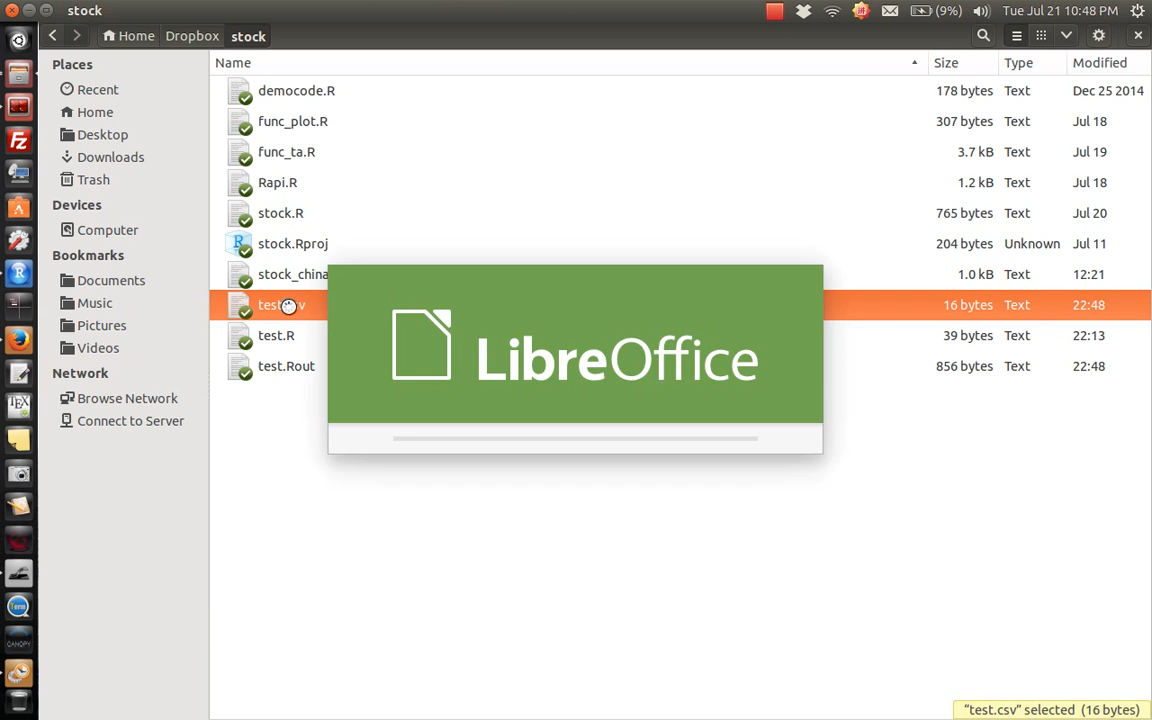 stock
(9%) Tue Jul 21 10:48 PM
Home Dropbox stock
Places
Recent
Home
Desktop
Downloads
Trash
Devices
Computer
Bookmarks
Documents
Music
Pictures
Videos
Network
Browse Network
Connect to Server
Name Size Type Modified
democode.R 178 bytes Text Dec 25 2014
func_plot.R 307 bytes Text Jul 18
func_ta.R 3.7 kB Text Jul 19
Rapi.R 1.2 kB Text Jul 18
stock.R 765 bytes Text Jul 20
stock.Rproj 204 bytes Unknown Jul 11
stock_china 1.0 kB Text 12:21
test v 16 bytes Text 22:48
test.R 39 bytes Text 22:13
test.Rout 856 bytes Text 22:48
LibreOffice
"test.csv" selected (16 bytes)
Fz
A
R
TEX
Term
CANOPY